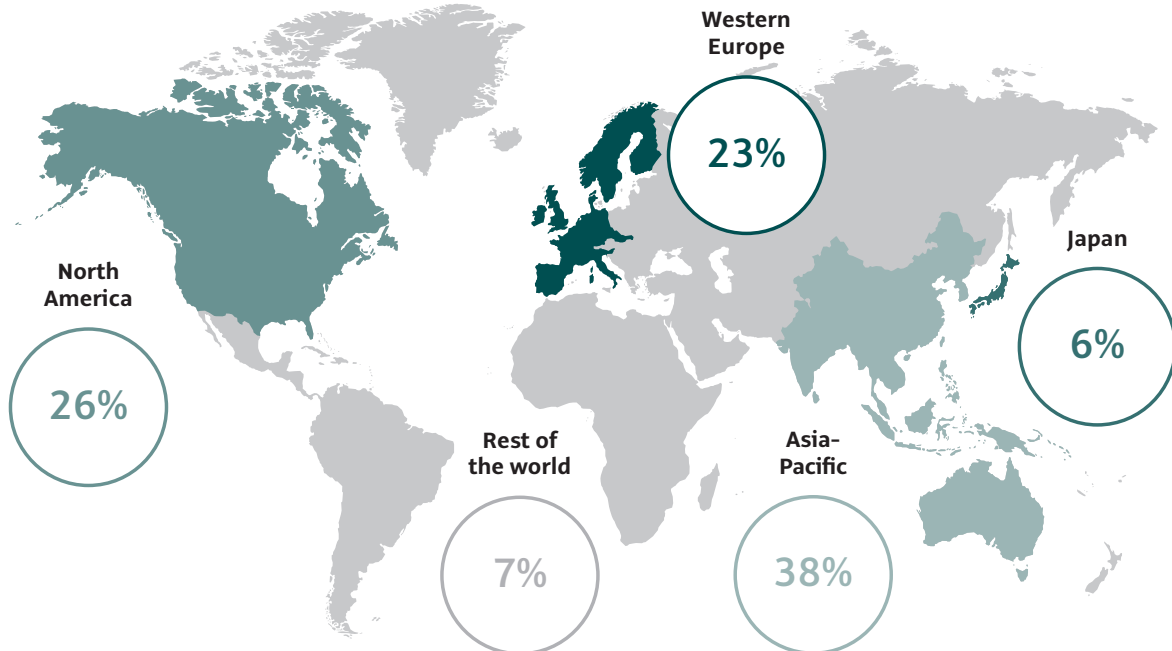 Western
Europe
23%
Japan
6%
North
America
26%
Rest of
the world
7%
Asia-
Pacific
38%